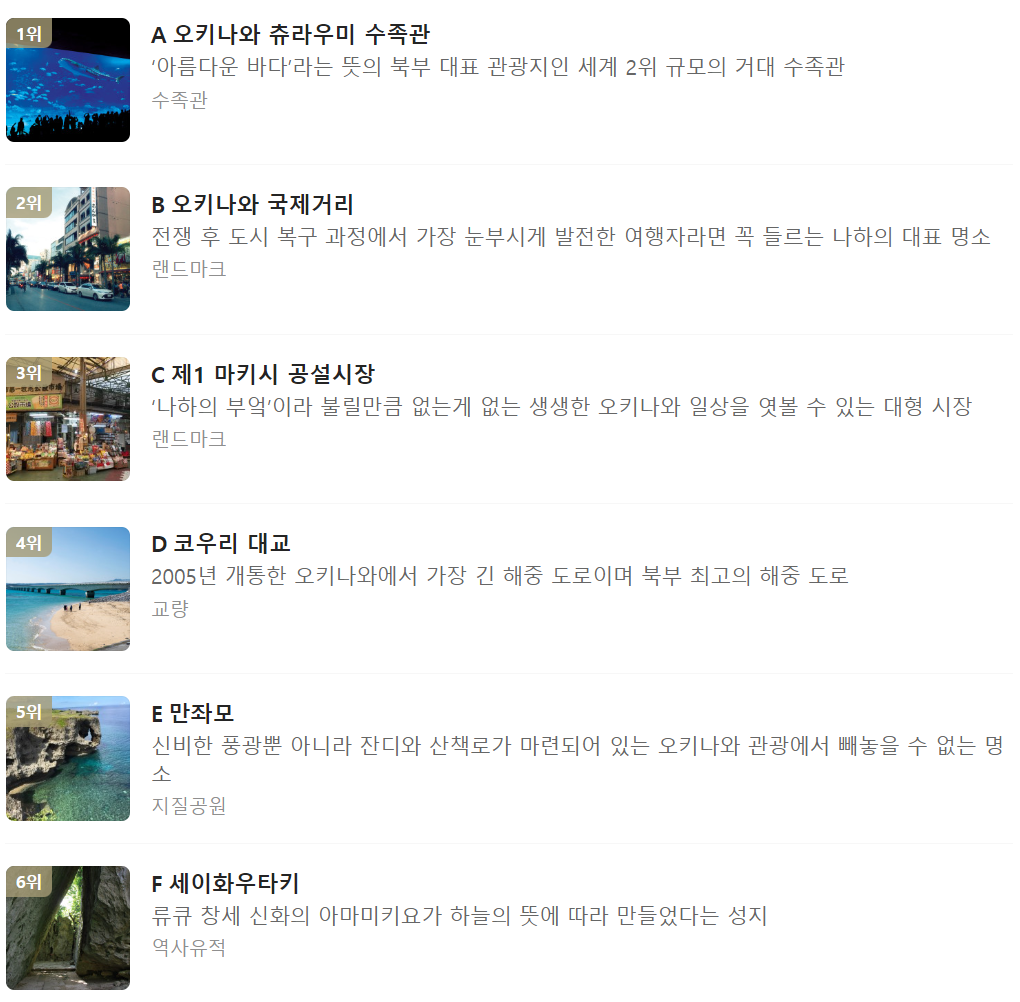 1위
A 오키나와 츄라우미 수족관
‘아름다운 바다’라는 뜻의 북부 대표 관광지인 세계 2위 규모의 거대 수족관
수족관
2위
B 오키나와 국제거리
전쟁 후 도시 복구 과정에서 가장 눈부시게 발전한 여행자라면 꼭 들르는 나하의 대표 명소
랜드마크
3위
C 제1 마키시 공설시장
‘나하의 부엌’이라 불릴만큼 없는게 없는 생생한 오키나와 일상을 엿볼 수 있는 대형 시장
랜드마크
4위
D 코우리 대교
2005년 개통한 오키나와에서 가장 긴 해중 도로이며 북부 최고의 해중 도로
교량
5위
E 만좌모
신비한 풍광뿐 아니라 잔디와 산책로가 마련되어 있는 오키나와 관광에서 빼놓을 수 없는 명
소
지질공원
6위
F 세이화우타키
류큐 창세 신화의 아마미키요가 하늘의 뜻에 따라 만들었다는 성지
역사유적